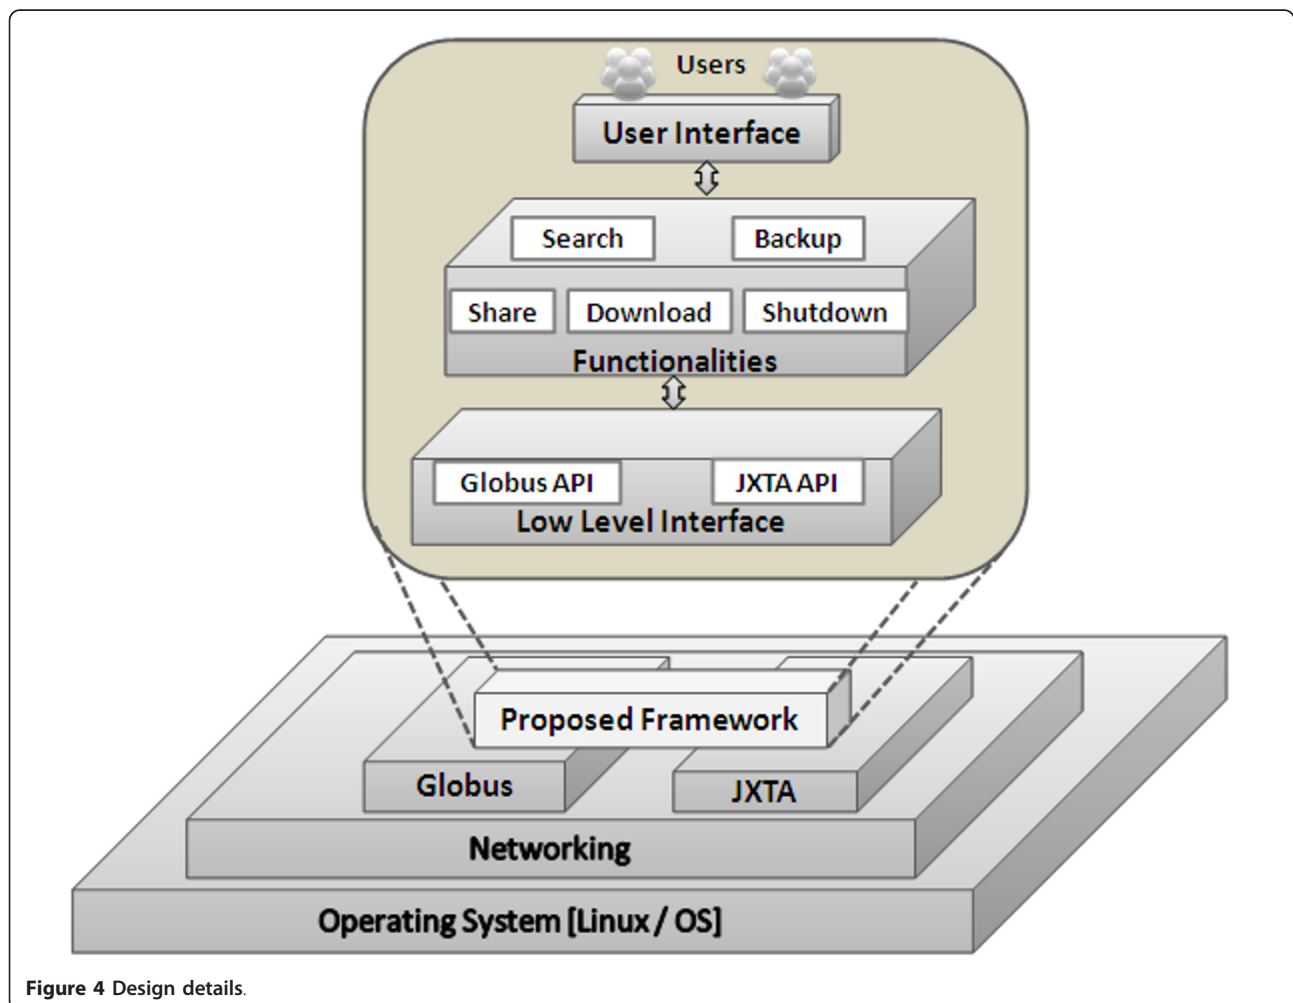 Users
User Interface
Search Backup
Share Download Shutdown
Functionalities
Globus API JXTA API
Low Level Interface
Proposed Framework
Globus JXTA
Networking
Operating System [Linux / OS]
Figure 4 Design details.